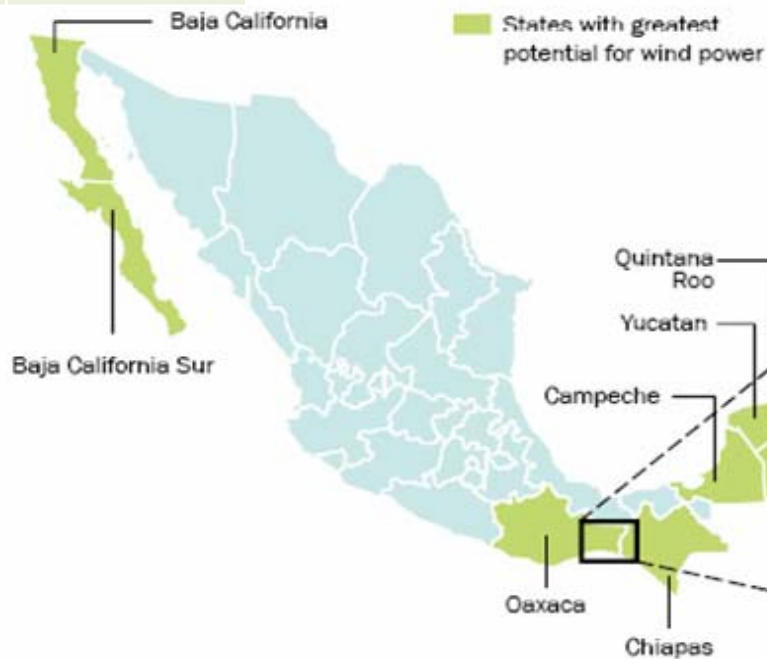 Baja California
States with greatest
potential for wind power
Quintana
Roo
Yucatan
Baja California Sur
Campeche
Oaxaca
Chiapas